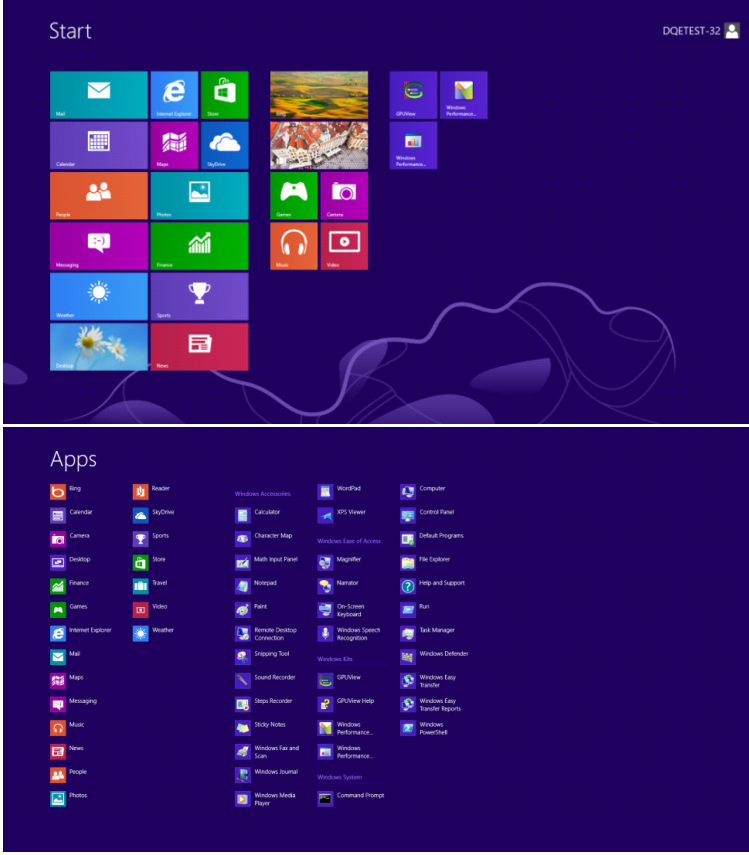 Start
DQETEST-32
Mail
Internet Explorer
Store
Bing
GPUView
Windows
Performance...
Calendar
Maps
SkyDrive
Windows
Performance...
People
Photos
Games
Camera
Messaging
Finance
Music
Video
Weather
Sports
Desktop
News
Apps
Bing
Calendar
Camera
Desktop
Finance
Games
Internet Explorer
Mail
Maps
Messaging
Music
News
People
Photos
Reader
SkyDrive
Sports
Store
Travel
Video
Weather
Windows Accessories
Calculator
Character Map
Math Input Panel
Notepad
Paint
Remote Desktop
Connection
Snipping Tool
Sound Recorder
Steps Recorder
Sticky Notes
Windows Fax and
Scan
Windows Journal
Windows Media
Player
WordPad
XPS Viewer
Windows Ease of Access
Magnifier
Narrator
On-Screen
Keyboard
Windows Speech
Recognition
Windows Kits
GPUView
GPUView Help
Windows
Performance...
Windows
Performance...
Windows System
Command Prompt
Computer
Control Panel
Default Programs
File Explorer
Help and Support
Run
Task Manager
Windows Defender
Windows Easy
Transfer
Windows Easy
Transfer Reports
Windows
PowerShell